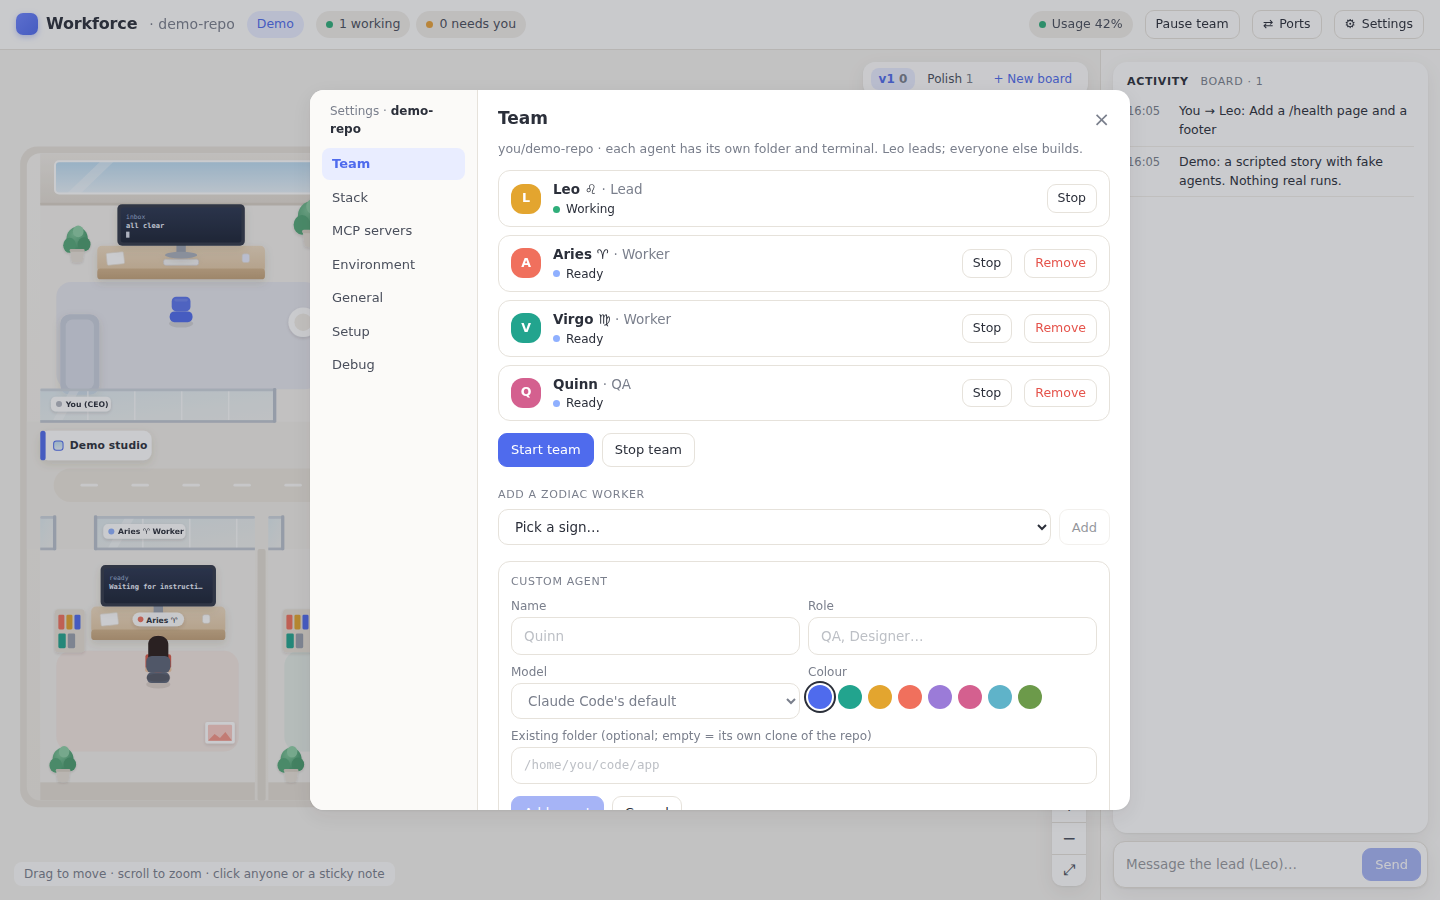 Workforce · demo-repo Demo 1 working 0 needs you Usage 42% Pause team ⇄ Ports ⚙ Settings
v1 0 Polish 1 + New board
ACTIVITY BOARD · 1
16:05 You → Leo: Add a /health page and a
footer
16:05 Demo: a scripted story with fake
agents. Nothing real runs.
Settings · demo-
repo
Team
Stack
MCP servers
Environment
General
Setup
Debug
Team ×
you/demo-repo · each agent has its own folder and terminal. Leo leads; everyone else builds.
L Leo ♌ · Lead
Working
Stop
A Aries ♈ · Worker
Ready
Stop Remove
V Virgo ♍ · Worker
Ready
Stop Remove
Q Quinn · QA
Ready
Stop Remove
Start team Stop team
ADD A ZODIAC WORKER
Pick a sign… Add
CUSTOM AGENT
Name Role
Quinn QA, Designer…
Model Colour
Claude Code's default
Existing folder (optional; empty = its own clone of the repo)
/home/you/code/app
inbox
all clear
You (CEO)
Demo studio
Aries ♈ Worker
ready
Waiting for instructi…
Aries ♈
Drag to move · scroll to zoom · click anyone or a sticky note
−
⤢
Message the lead (Leo)… Send